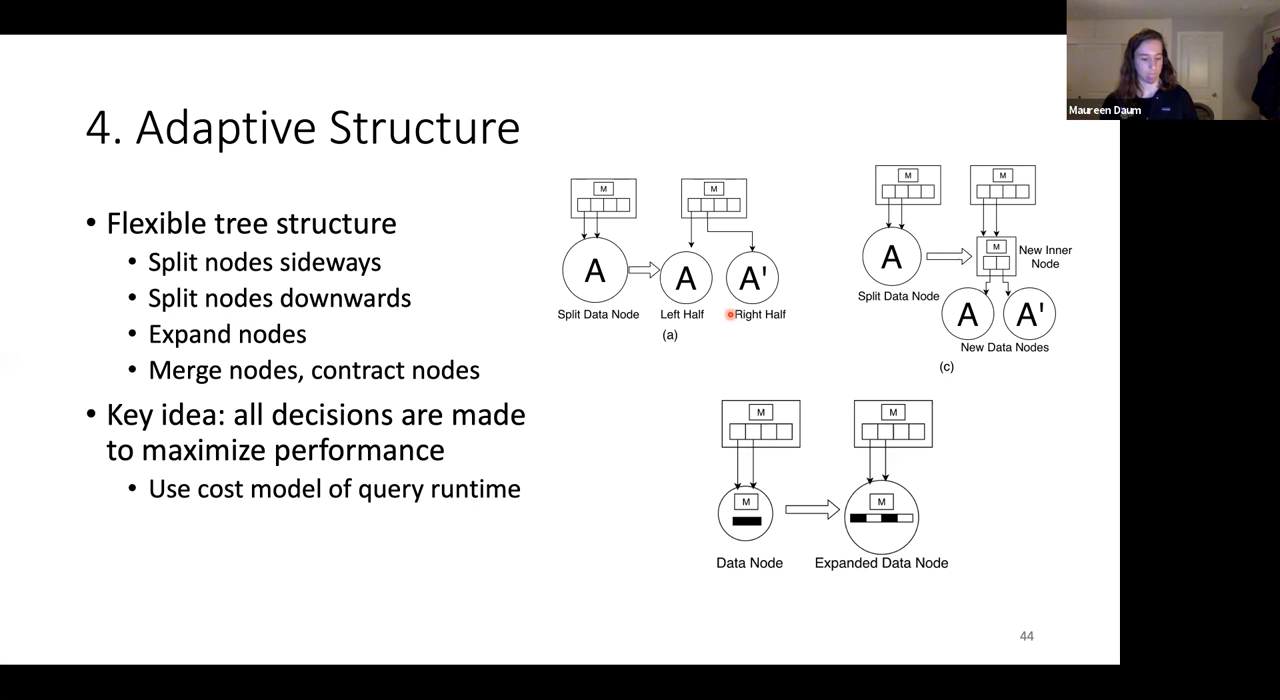 Maureen Daum
4. Adaptive Structure
• Flexible tree structure
• Split nodes sideways
• Split nodes downwards
• Expand nodes
• Merge nodes, contract nodes
• Key idea: all decisions are made
to maximize performance
• Use cost model of query runtime
M
M
A
A
A'
Split Data Node
Left Half
Right Half
(a)
M
M
A
M
New Inner
Node
Split Data Node
A
A'
New Data Nodes
(c)
M
M
M
M
Data Node
Expanded Data Node
44